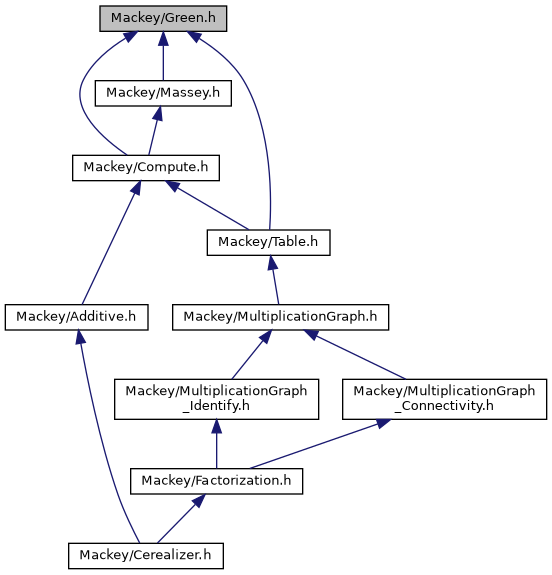 Mackey/Green.h
Mackey/Massey.h
Mackey/Compute.h
Mackey/Table.h
Mackey/Additive.h
Mackey/MultiplicationGraph.h
Mackey/MultiplicationGraph
_Identify.h
Mackey/MultiplicationGraph
_Connectivity.h
Mackey/Factorization.h
Mackey/Cerealizer.h